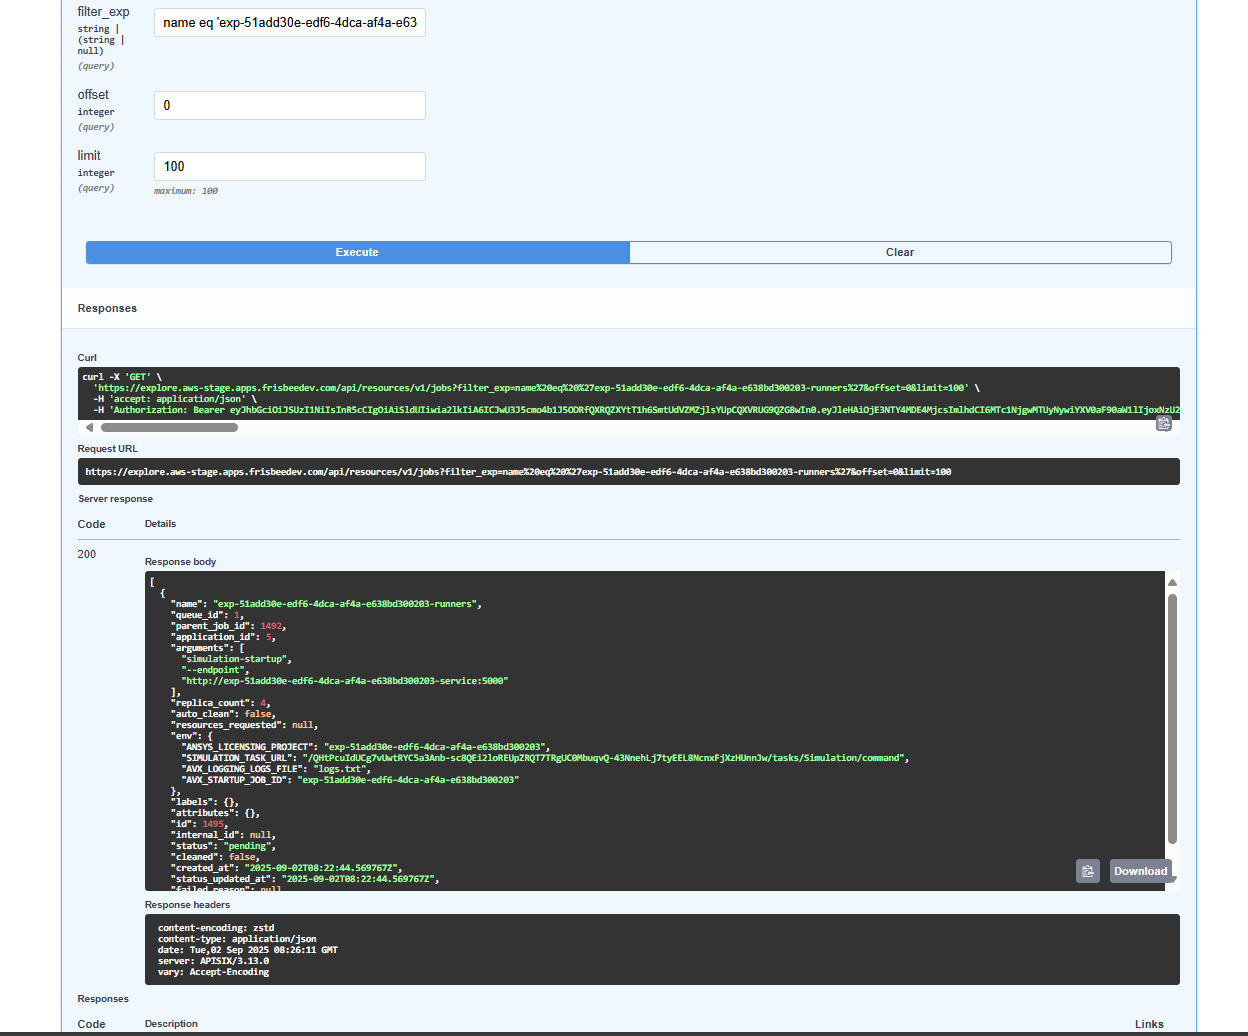 filter_exp
string |
(string |
null)
(query)
name eq 'exp-51add30e-edf6-4dca-af4a-e63
offset
integer
(query)
0
limit
integer
(query)
100
maximum: 100
Execute
Clear
Responses
Curl
curl -X 'GET' \
'https://explore.aws-stage.apps.frisbeedev.com/api/resources/v1/jobs?filter_exp=name%20eq%20%27exp-51add30e-edf6-4dca-af4a-e638bd300203-runners%27&offset=0&limit=100' \
-H 'accept: application/json' \
-H 'Authorization: Bearer
Request URL
https://explore.aws-stage.apps.frisbeedev.com/api/resources/v1/jobs?filter_exp=name%20eq%20%27exp-51add30e-edf6-4dca-af4a-e638bd300203-runners%27&offset=0&limit=100
Server response
Code
Details
200
Response body
[
{
"name": "exp-51add30e-edf6-4dca-af4a-e638bd300203-runners",
"queue_id": 1,
"parent_job_id": 1492,
"application_id": 5,
"arguments": [
"simulation-startup",
"--endpoint",
"http://exp-51add30e-edf6-4dca-af4a-e638bd300203-service:5000"
],
"replica_count": 4,
"auto_clean": false,
"resources_requested": null,
"env": {
"ANSYS_LICENSING_PROJECT": "exp-51add30e-edf6-4dca-af4a-e638bd300203",
"SIMULATION_TASK_URL":
"AVX_LOGGING_LOGS_FILE": "logs.txt",
"AVX_STARTUP_JOB_ID": "exp-51add30e-edf6-4dca-af4a-e638bd300203"
},
"labels": {},
"attributes": {},
"id": 1495,
"internal_id": null,
"status": "pending",
"cleaned": false,
"created_at": "2025-09-02T08:22:44.569767Z",
"status_updated_at": "2025-09-02T08:22:44.569767Z",
"failed_reason": null
Download
Response headers
content-encoding: zstd
content-type: application/json
date: Tue,02 Sep 2025 08:26:11 GMT
server: APISIX/3.13.0
vary: Accept-Encoding
Responses
Code
Description
Links